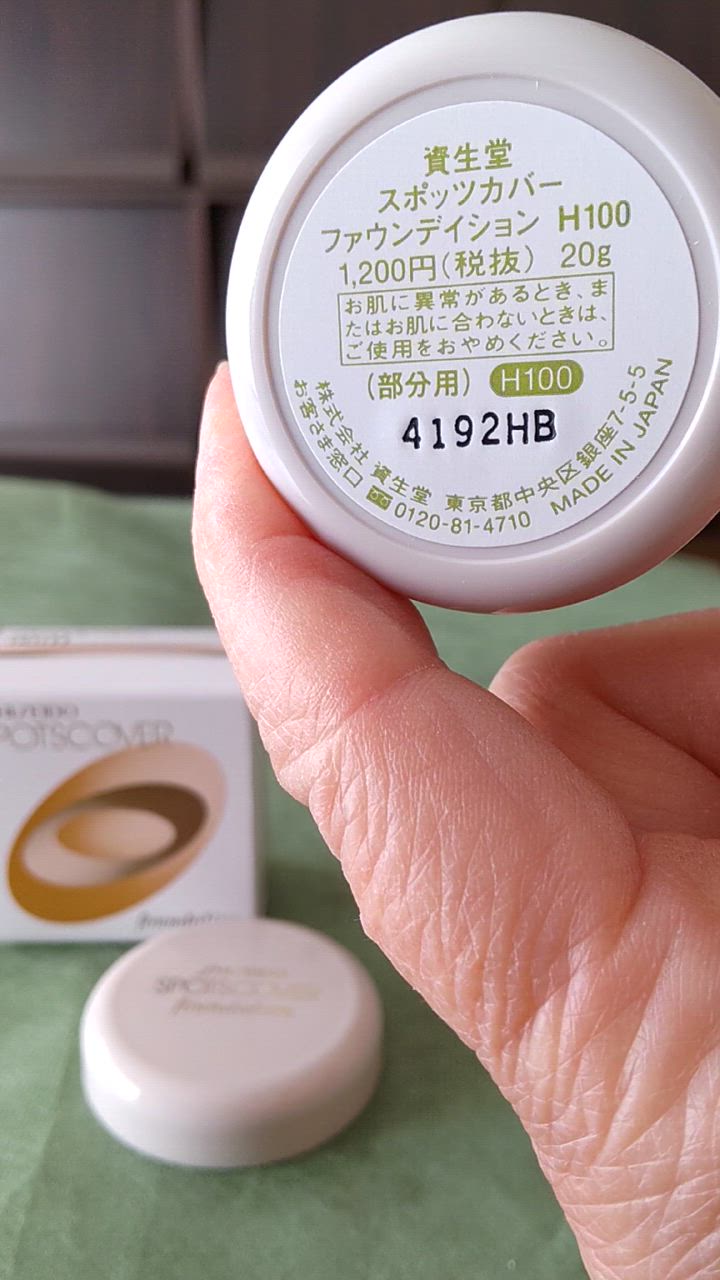 資生堂
スポッツカバー
ファウンデイション H100
1,200円(税抜) 20g
お肌に異常があるとき、ま
たはお肌に合わないときは、
ご使用をおやめください。
(部分用) H100
4192HB
株式会社 資生堂 東京都中央区銀座7-5-5
お客さま窓口 0120-81-4710 MADE IN JAPAN
SPOTSCOVER
foundation